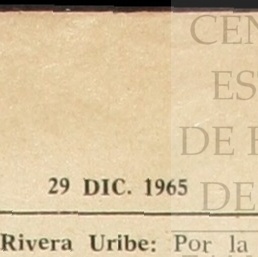 CEN
ES
DE
29 DIC. 1965
DE
Rivera Uribe: Por la